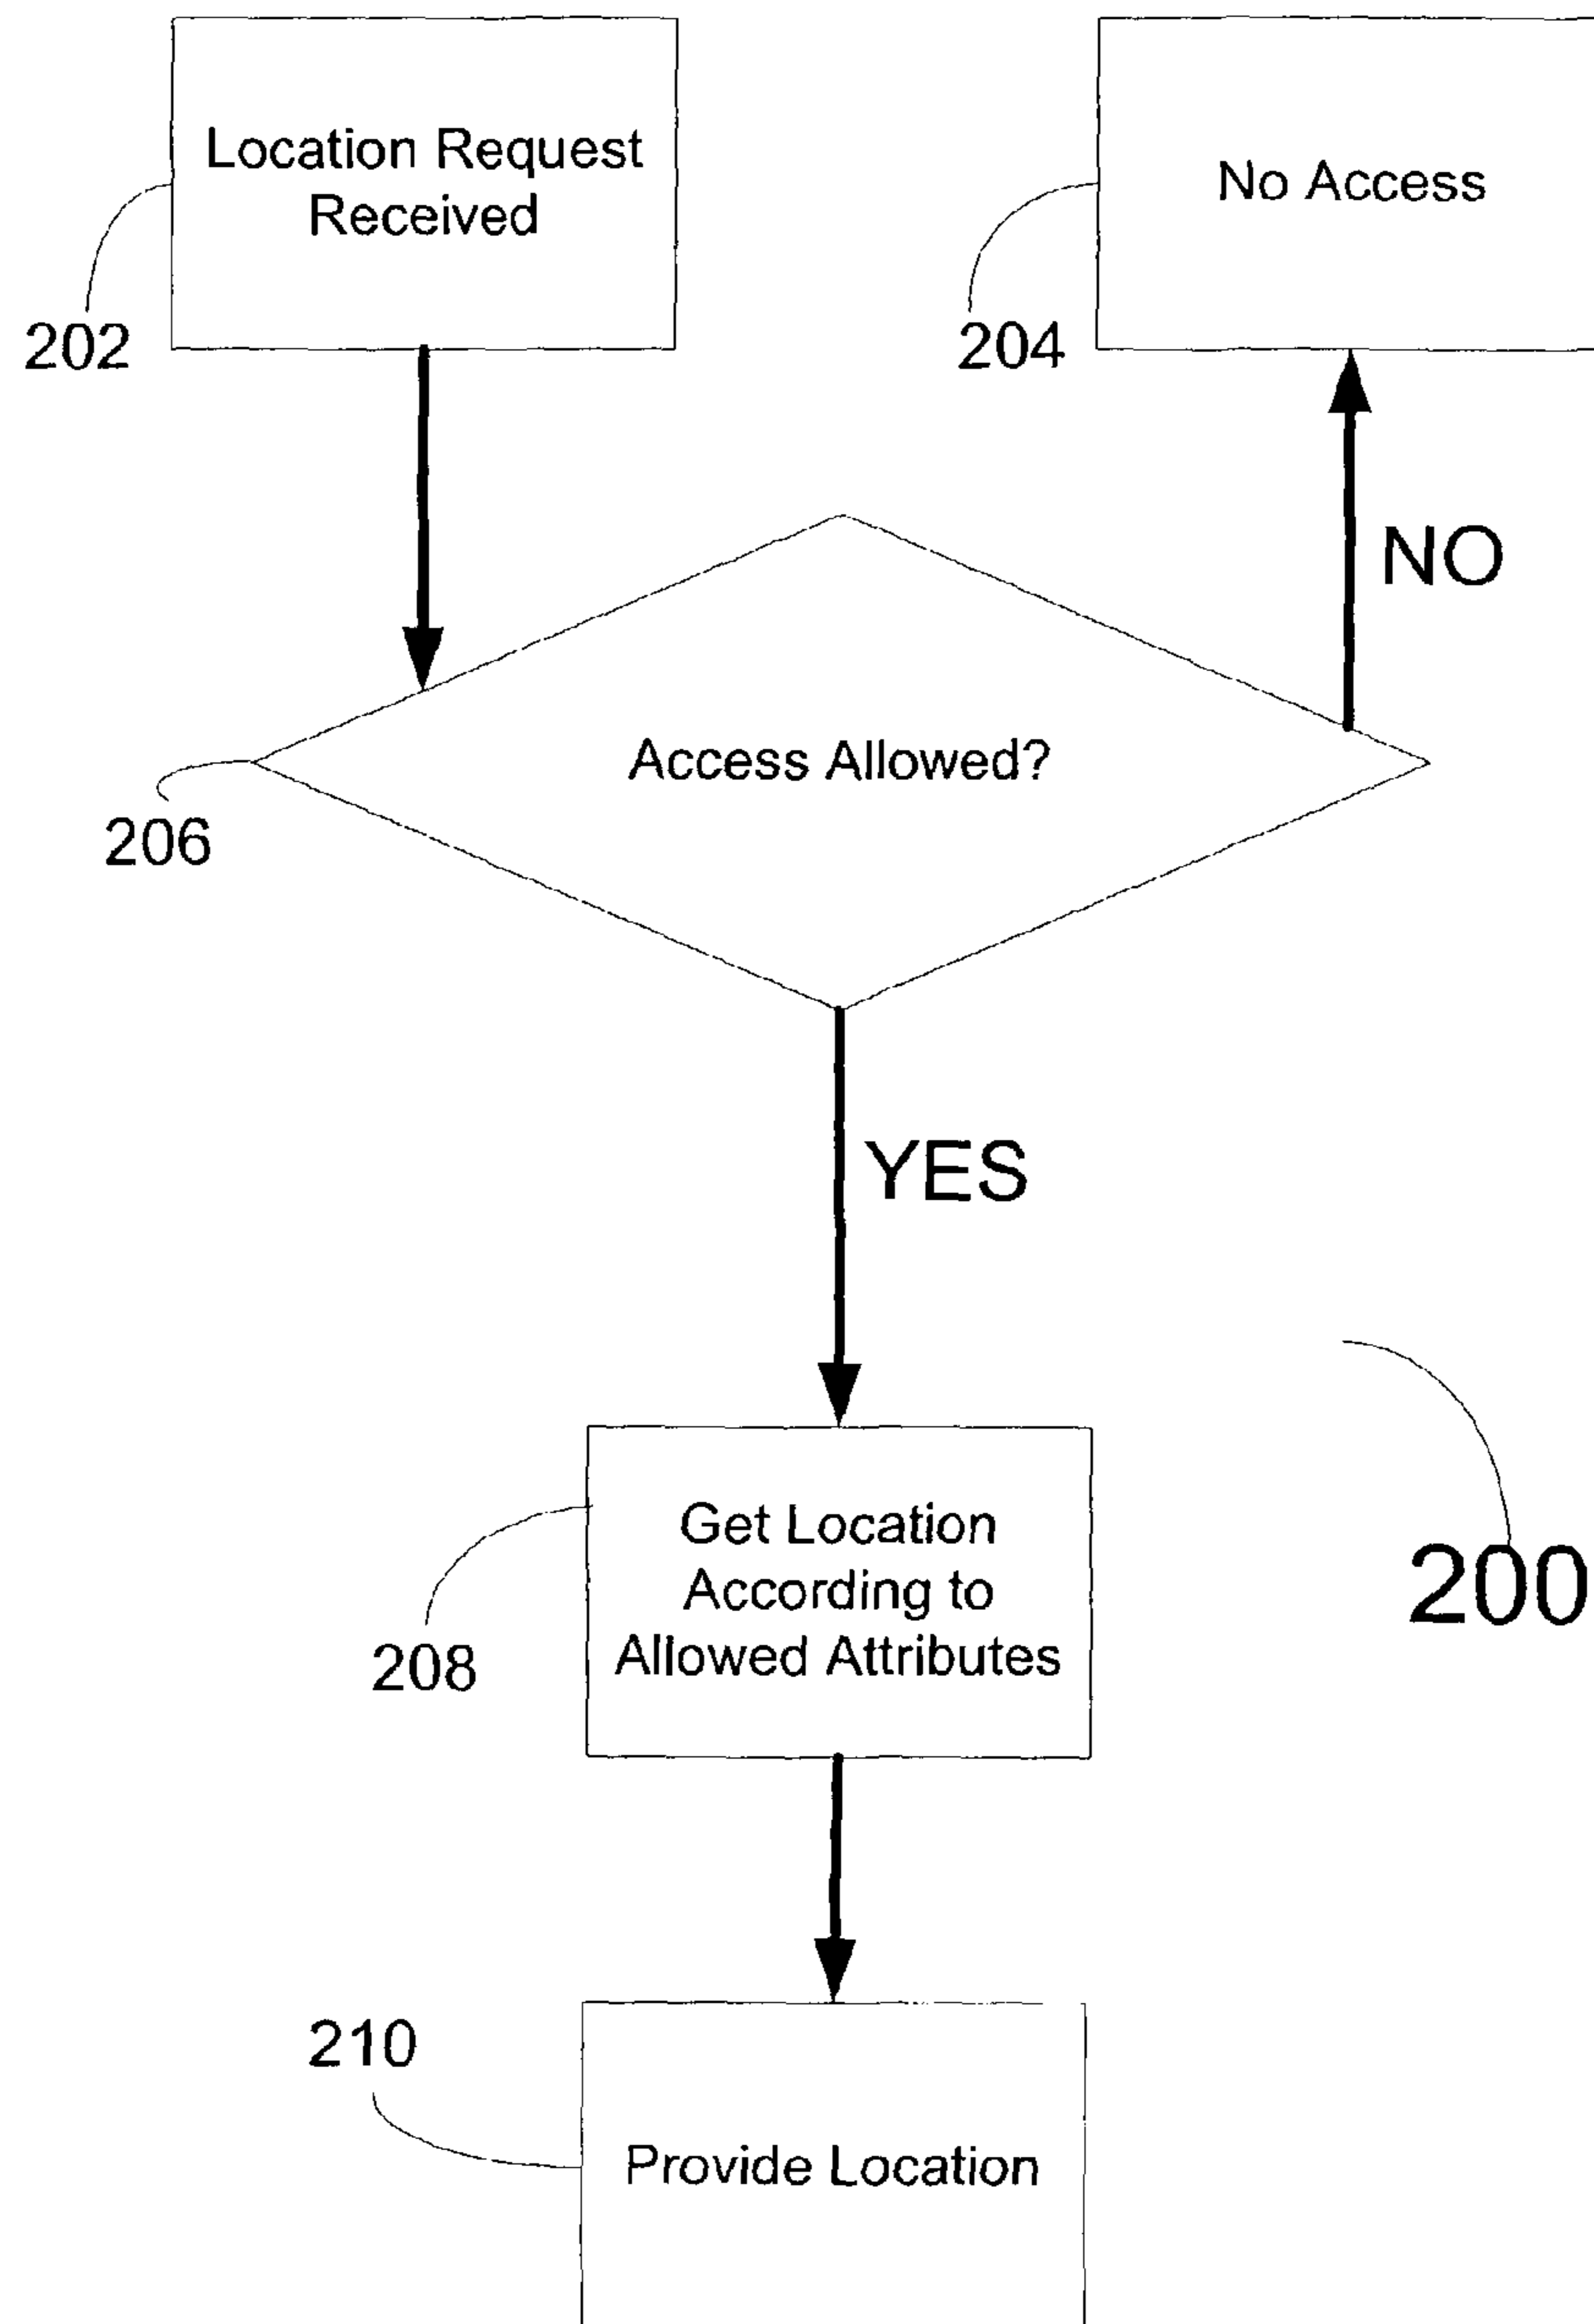 Location Request
Received
No Access
202
204
NO
Access Allowed?
206
YES
Get Location
According to
Allowed Attributes
200
208
210
Provide Location